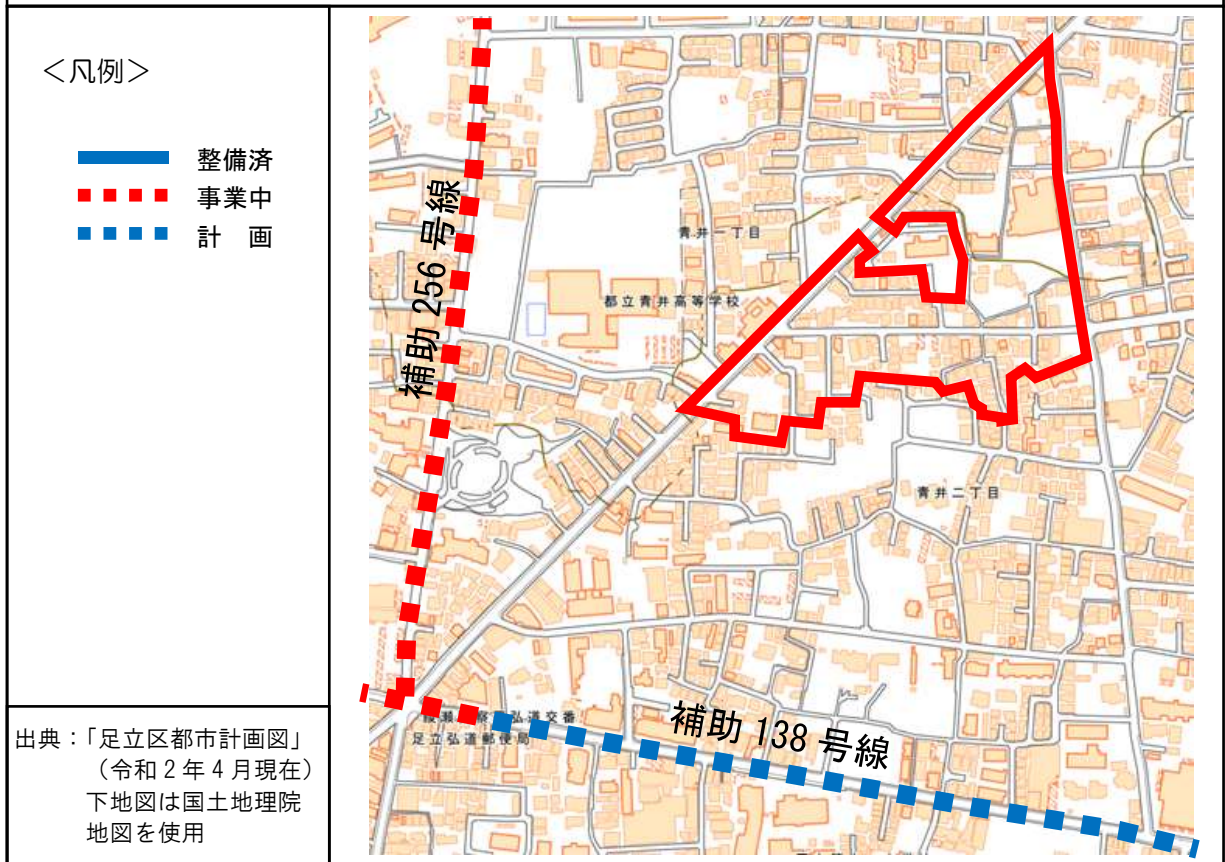 ＜凡例＞
整備済
事業中
計　画
補助 256 号線
青井一丁目
都立青井高等学校
青井二丁目
補助 138 号線
足立弘道郵便局
出典：「足立区都市計画図」
（令和 2 年 4 月現在）
下地図は国土地理院
地図を使用